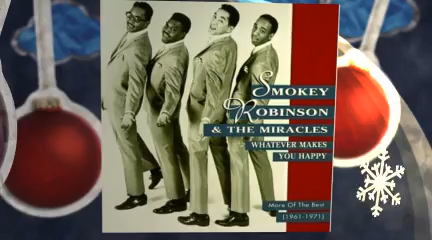 SMOKEY
ROBINSON
& THE MIRACLES
WHATEVER MAKES
YOU HAPPY
More Of The Best
(1961-1971)